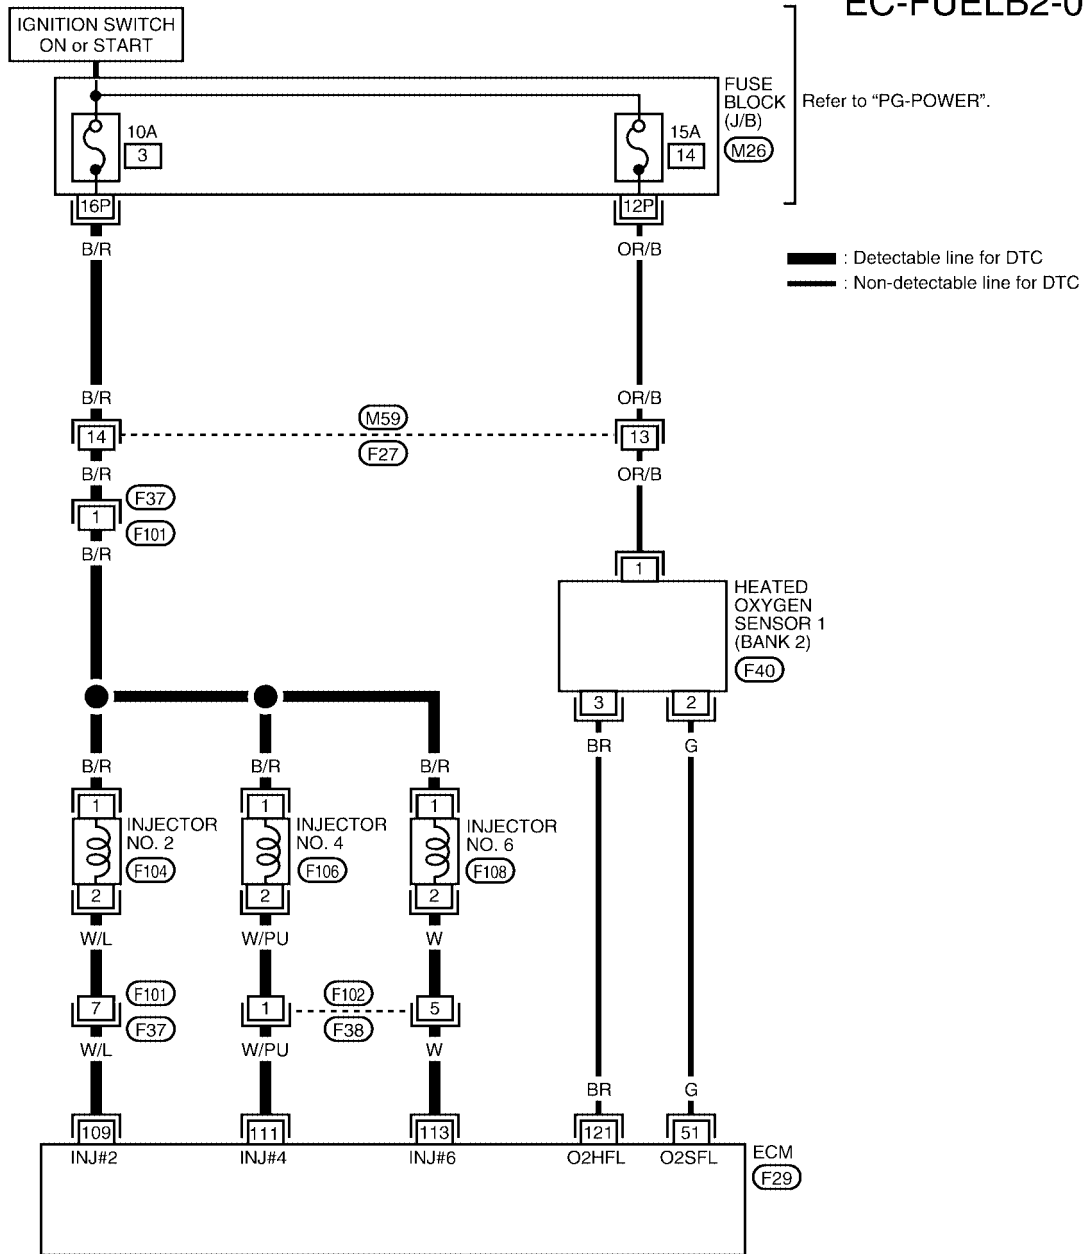 EC-FUELB2-0
IGNITION SWITCH
ON or START
FUSE
BLOCK
(J/B)
M26
Refer to “PG-POWER”.
10A
3
15A
14
16P
12P
B/R
OR/B
: Detectable line for DTC
: Non-detectable line for DTC
B/R
OR/B
14
M59
F27
13
B/R
OR/B
1
F37
F101
B/R
1
HEATED
OXYGEN
SENSOR 1
(BANK 2)
F40
3
2
BR
G
B/R
B/R
B/R
1
1
1
INJECTOR
NO. 2
F104
INJECTOR
NO. 4
F106
INJECTOR
NO. 6
F108
2
2
2
W/L
W/PU
W
7
F101
F37
1
F102
F38
5
W/L
W/PU
W
BR
G
109
111
113
121
51
INJ#2
INJ#4
INJ#6
O2HFL
O2SFL
ECM
F29